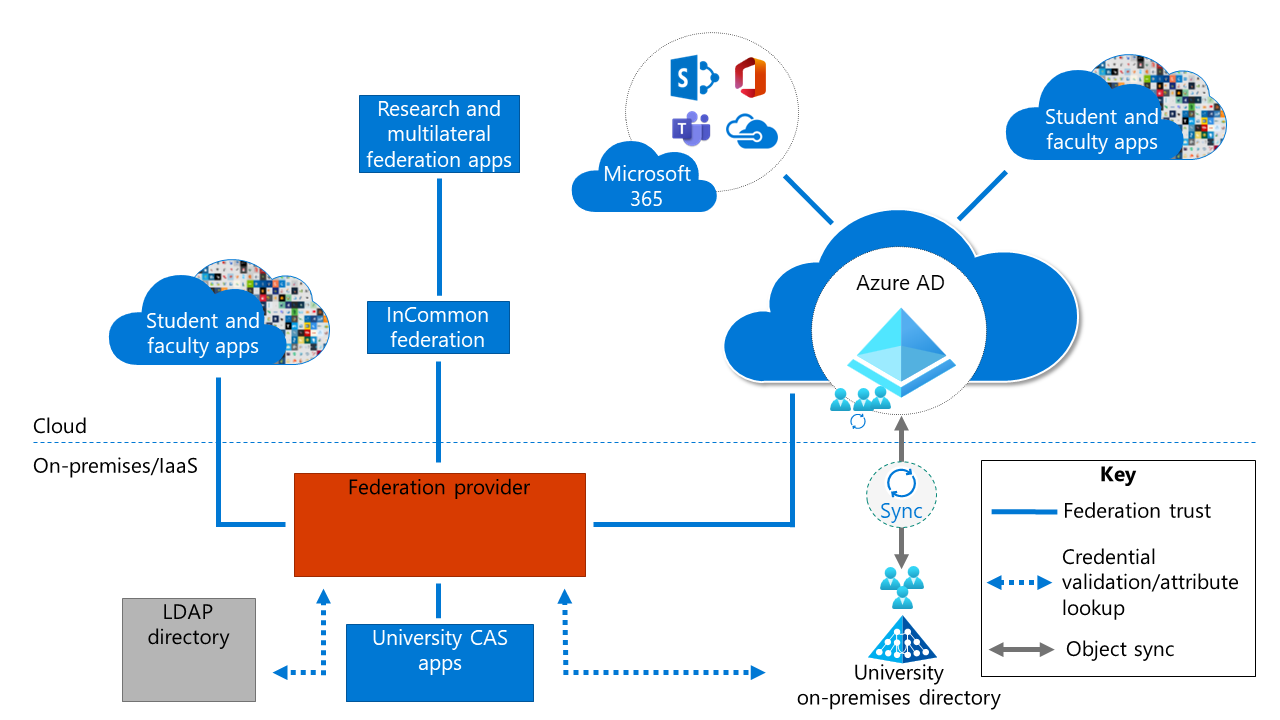 Research and
multilateral
federation apps
S
T
Microsoft
365
Student and
faculty apps
Azure AD
Student and
faculty apps
InCommon
federation
Cloud
On-premises/IaaS
Federation provider
Sync
Key
Federation trust
Credential
validation/attribute
lookup
Object sync
LDAP
directory
University CAS
apps
University
on-premises directory